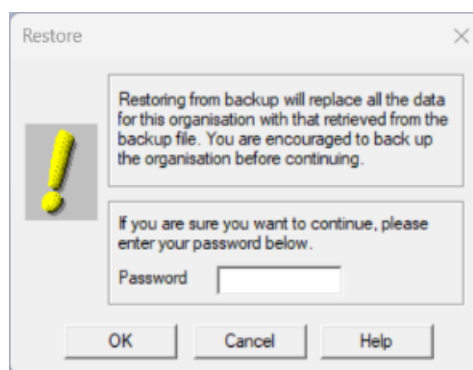 Restore
Restoring from backup will replace all the data
for this organisation with that retrieved from the
backup file. You are encouraged to back up
the organisation before continuing.
If you are sure you want to continue, please
enter your password below.
Password
OK Cancel Help